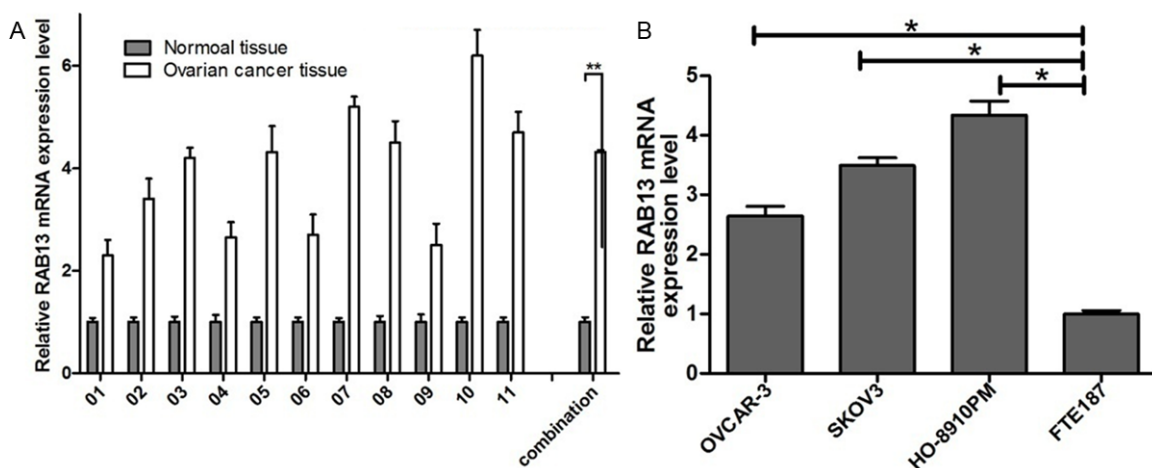 A
Relative RAB13 mRNA expression level
6
4
2
0
Normoal tissue
Ovarian cancer tissue
**
01 02 03 04 05 06 07 08 09 10 11 combination
B
Relative RAB13 mRNA
expression level
5
4
3
2
1
0
*
*
*
OVCAR-3 SKOV3 HO-8910PM FTE187